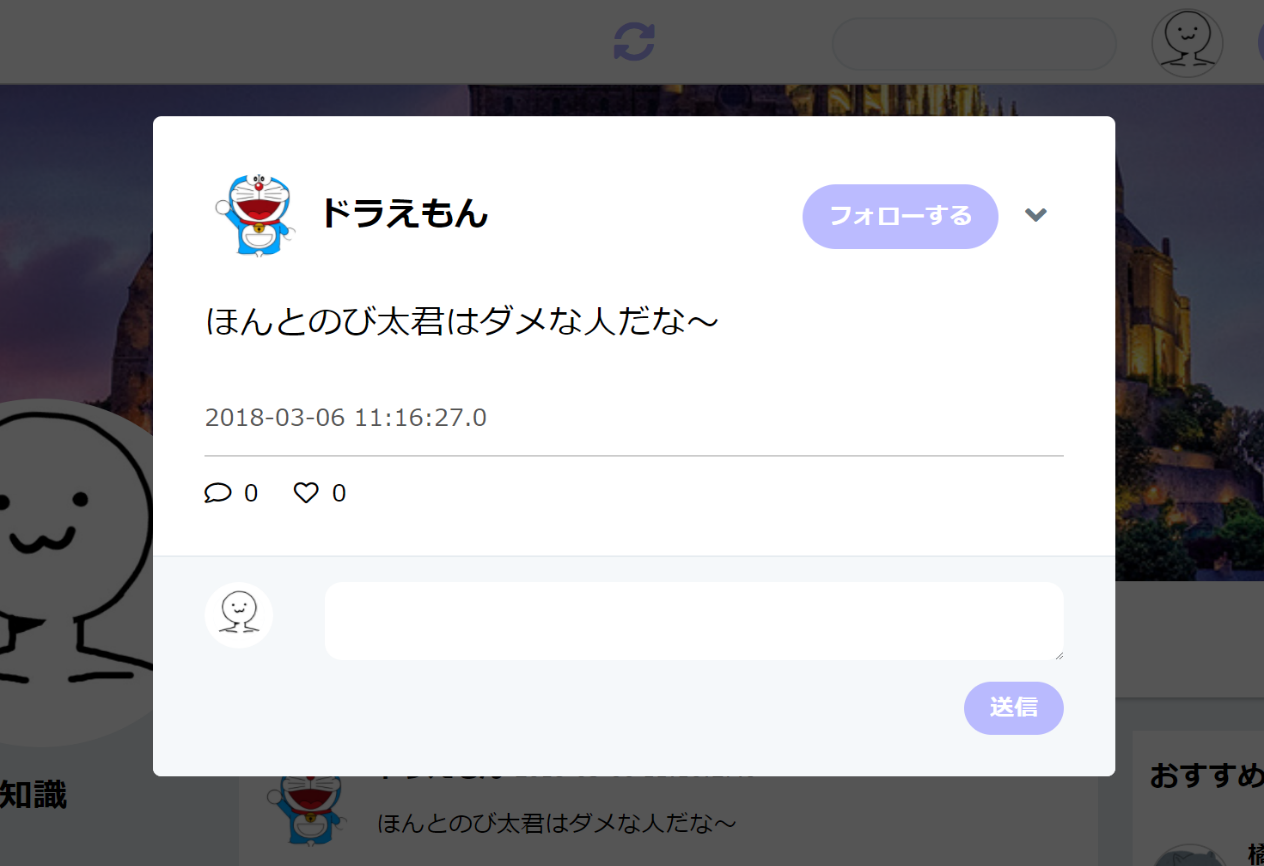 ドラえもん
フォローする
ほんとのび太君はダメな人だな～
2018-03-06 11:16:27.0
0 0
送信
知識
ほんとのび太君はダメな人だな～
おすすめ